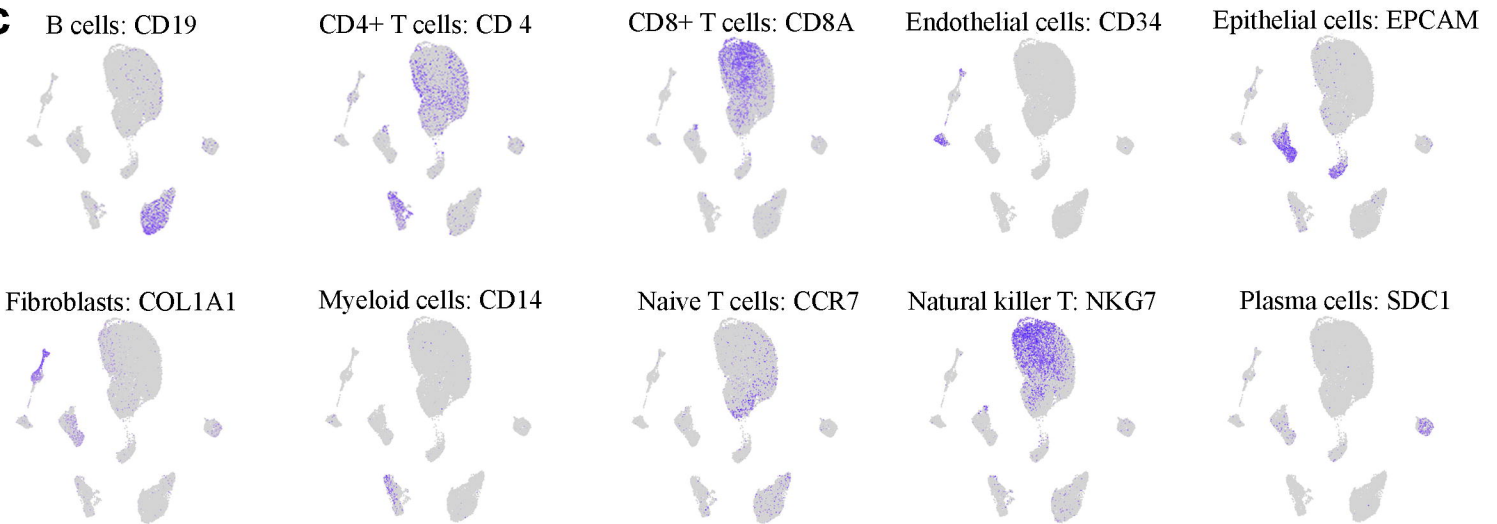 C
B cells: CD19
CD4+ T cells: CD 4
CD8+ T cells: CD8A
Endothelial cells: CD34
Epithelial cells: EPCAM
Fibroblasts: COL1A1
Myeloid cells: CD14
Naive T cells: CCR7
Natural killer T: NKG7
Plasma cells: SDC1